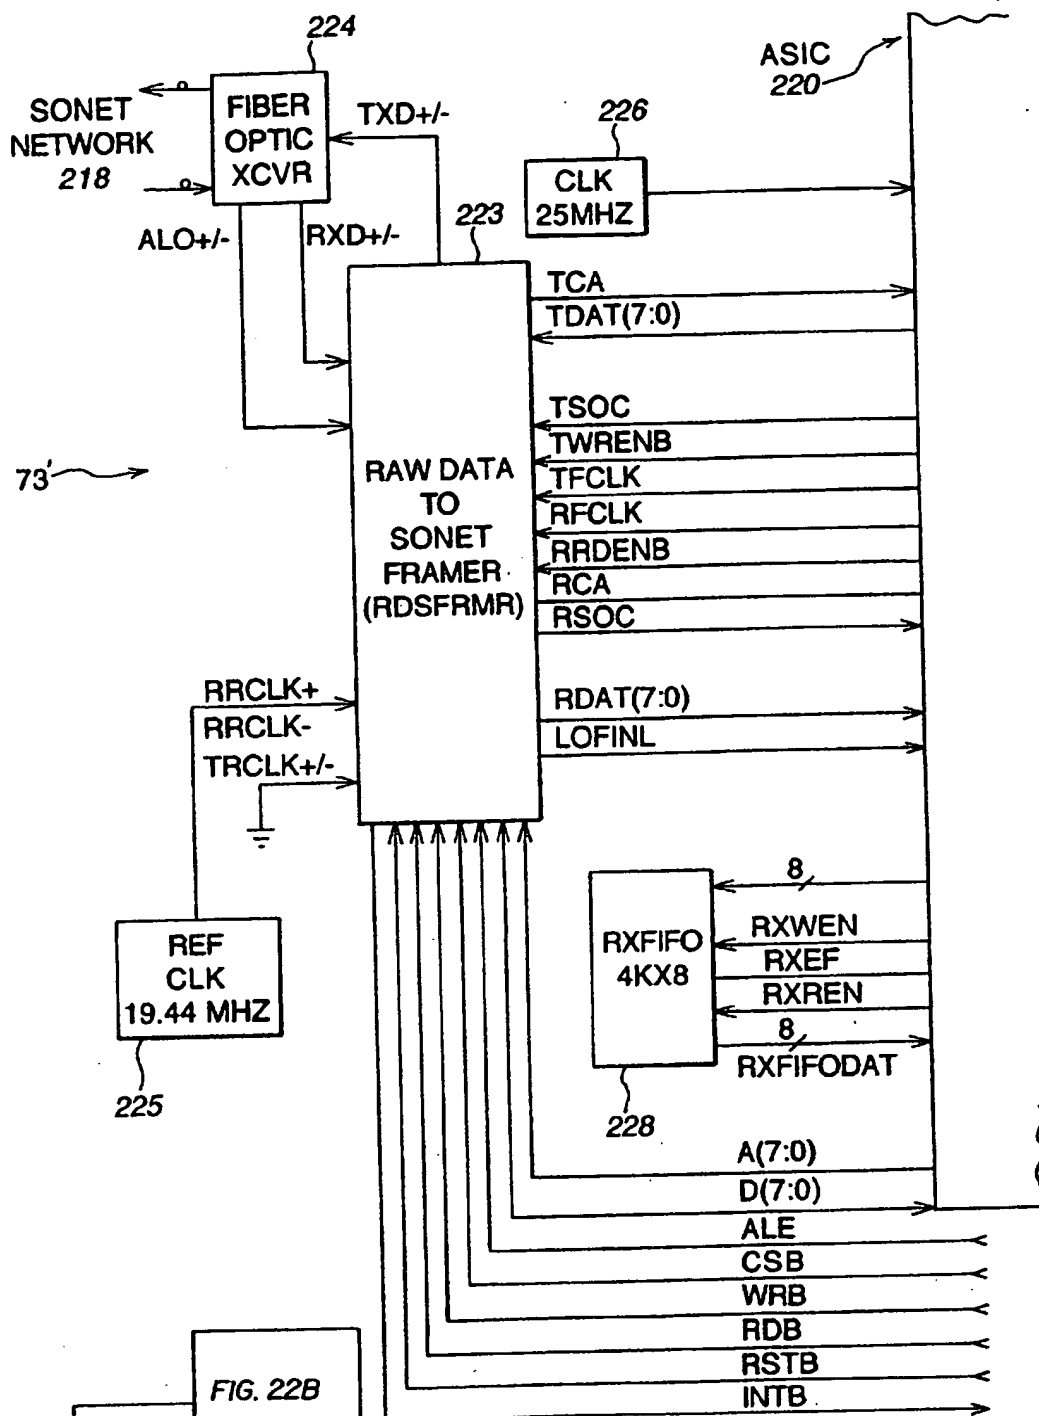 224
ASIC
220
SONET
NETWORK
218
FIBER
OPTIC
XCVR
TXD+/-
226
CLK
25MHZ
ALO+/-
RXD+/-
223
TCA
TDAT(7:0)
TSOC
TWRENB
TFCLK
RFCLK
RRDENB
RCA
RSOC
73'
RAW DATA
TO
SONET
FRAMER
(RDSFRMR)
RRCLK+
RRCLK-
TRCLK+/-
RDAT(7:0)
LOFINL
8
RXFIFO
4KX8
RXWEN
RXEF
RXREN
8
RXFIFODAT
REF
CLK
19.44 MHZ
225
228
A(7:0)
D(7:0)
ALE
CSB
WRB
RDB
RSTB
INTB
FIG. 22B